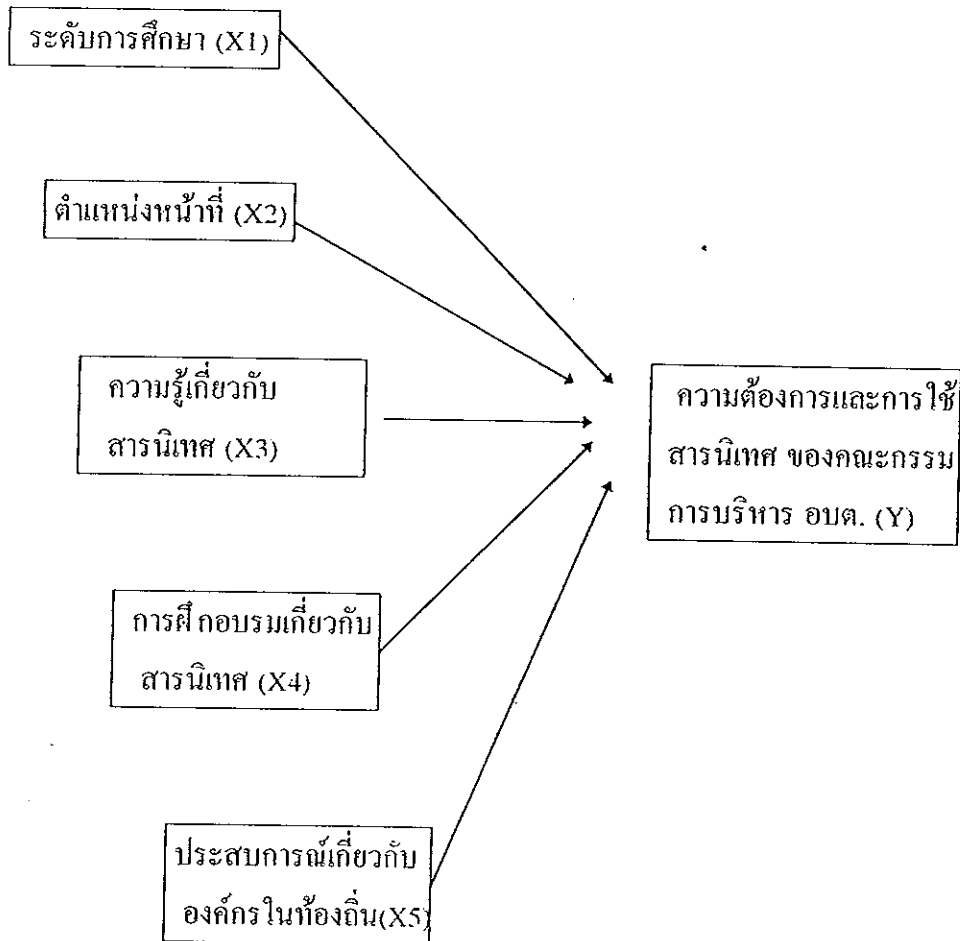 ระดับการศึกษา (X1)
ตำแหน่งหน้าที่ (X2)
ความรู้เกี่ยวกับ
สารนิเทศ (X3)
ความต้องการและการใช้
สารนิเทศ ของคณะกรรม
การบริหาร อบต. (Y)
การฝึกอบรมเกี่ยวกับ
สารนิเทศ (X4)
ประสบการณ์เกี่ยวกับ
องค์กรในท้องถิ่น(X5)